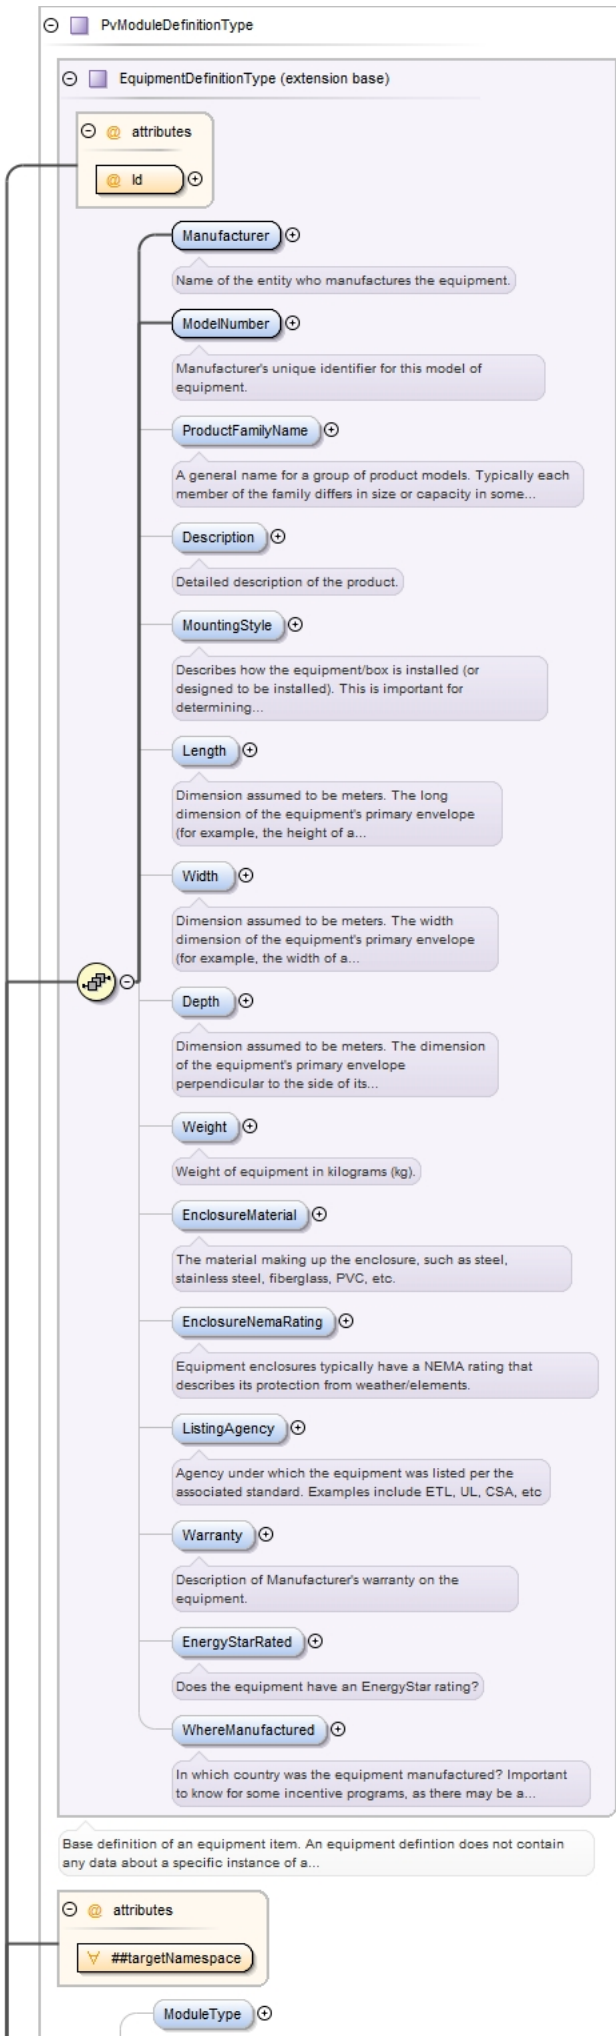 PvModuleDefinitionType
EquipmentDefinitionType (extension base)
@ attributes
@ Id
Manufacturer
Name of the entity who manufactures the equipment.
ModelNumber
Manufacturer's unique identifier for this model of
equipment.
ProductFamilyName
A general name for a group of product models. Typically each
member of the family differs in size or capacity in some...
Description
Detailed description of the product.
MountingStyle
Describes how the equipment/box is installed (or
designed to be installed). This is important for
determining...
Length
Dimension assumed to be meters. The long
dimension of the equipment's primary envelope
(for example, the height of a...
Width
Dimension assumed to be meters. The width
dimension of the equipment's primary envelope
(for example, the width of a...
Depth
Dimension assumed to be meters. The dimension
of the equipment's primary envelope
perpendicular to the side of its...
Weight
Weight of equipment in kilograms (kg).
EnclosureMaterial
The material making up the enclosure, such as steel,
stainless steel, fiberglass, PVC, etc.
EnclosureNemaRating
Equipment enclosures typically have a NEMA rating that
describes its protection from weather/elements.
ListingAgency
Agency under which the equipment was listed per the
associated standard. Examples include ETL, UL, CSA, etc
Warranty
Description of Manufacturer's warranty on the
equipment.
EnergyStarRated
Does the equipment have an EnergyStar rating?
WhereManufactured
In which country was the equipment manufactured? Important
to know for some incentive programs, as there may be a...
Base definition of an equipment item. An equipment defintion does not contain
any data about a specific instance of a...
@ attributes
##targetNamespace
ModuleType